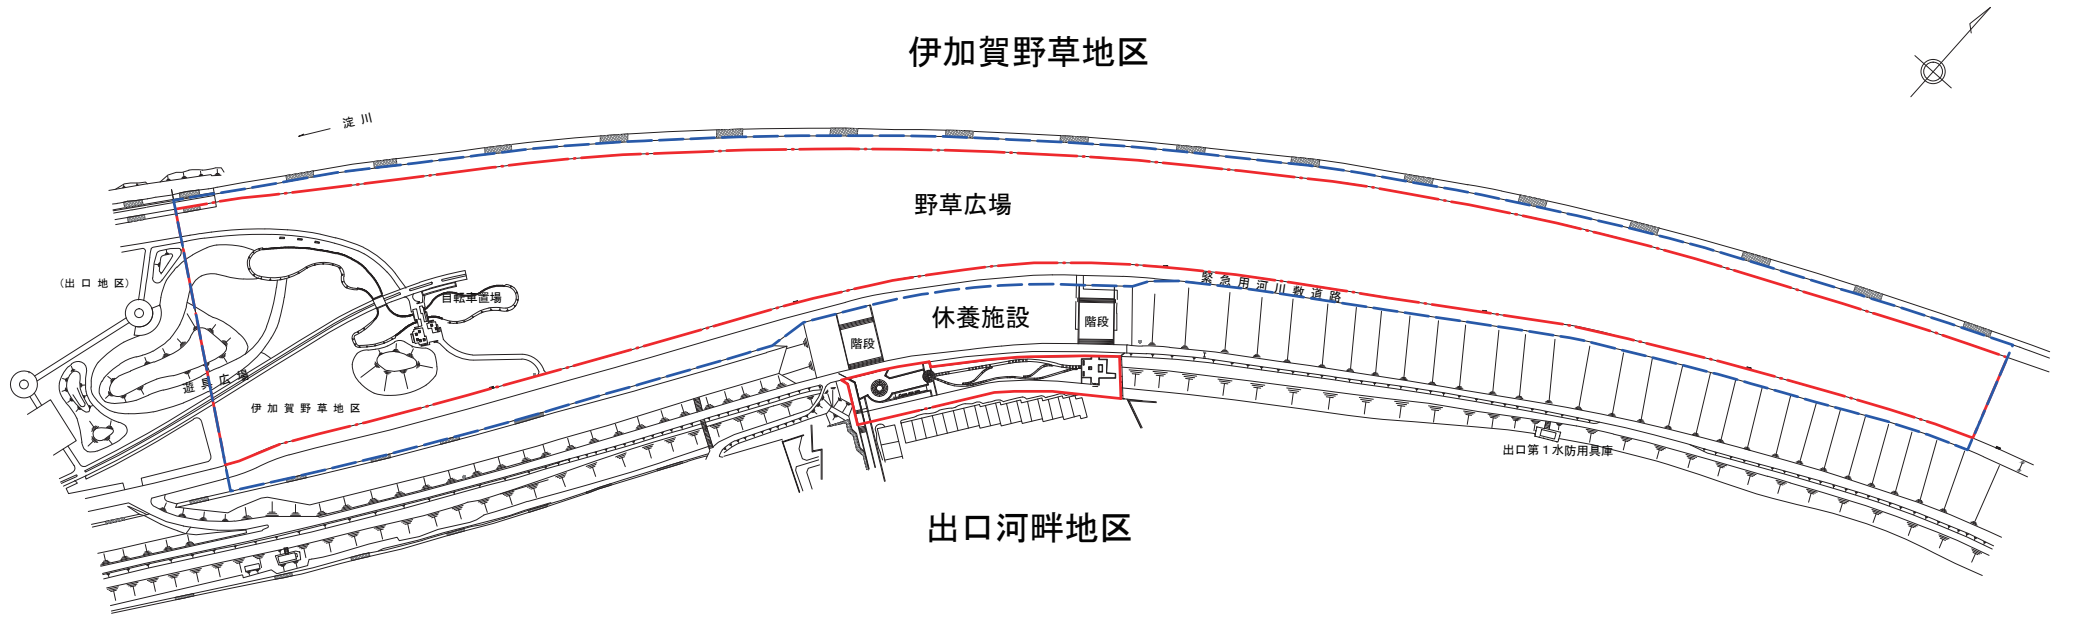 伊加賀野草地区
淀川
野草広場
緊急用河川敷道路
（出口地区）
自転車置場
休養施設
階段
階段
遊具広場
伊加賀野草地区
出口第１水防用具庫
出口河畔地区